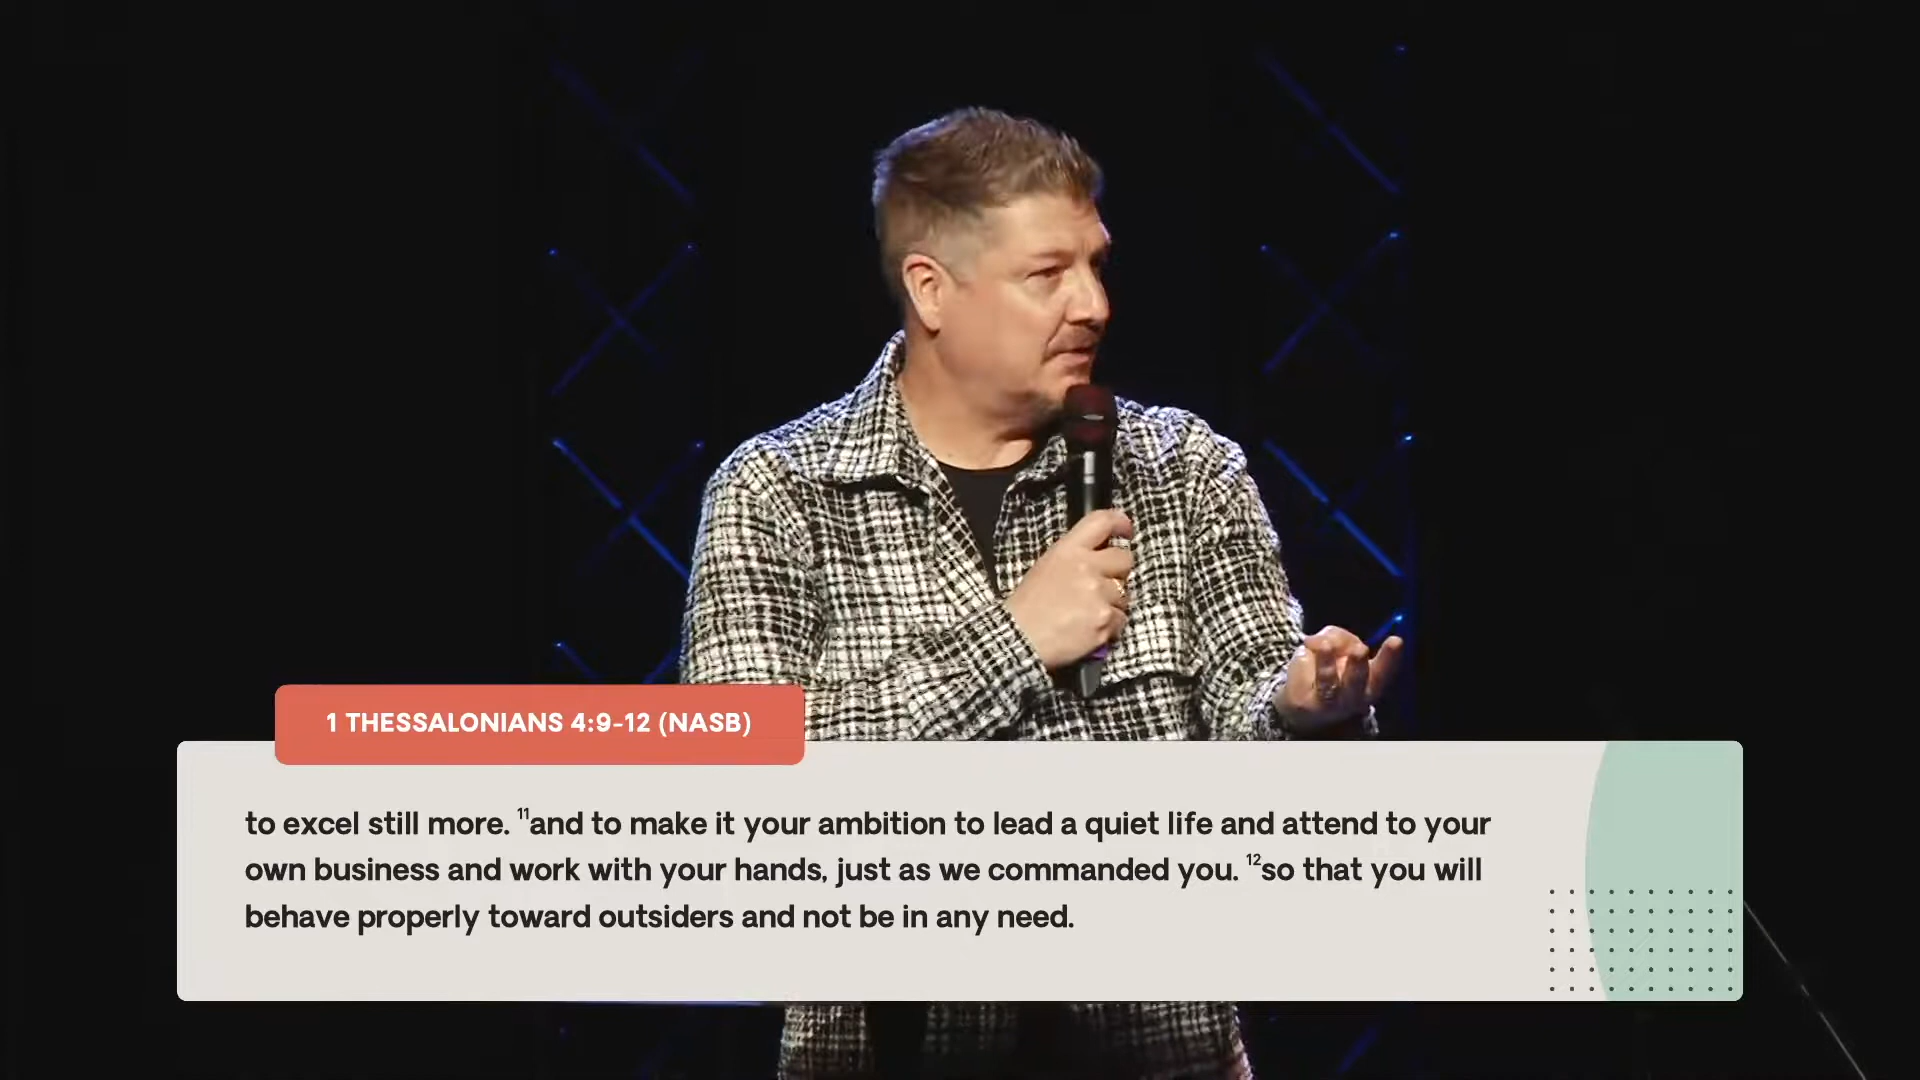 1 THESSALONIANS 4:9-12 (NASB)
to excel still more. ¹¹and to make it your ambition to lead a quiet life and attend to your
own business and work with your hands, just as we commanded you. ¹²so that you will
behave properly toward outsiders and not be in any need.